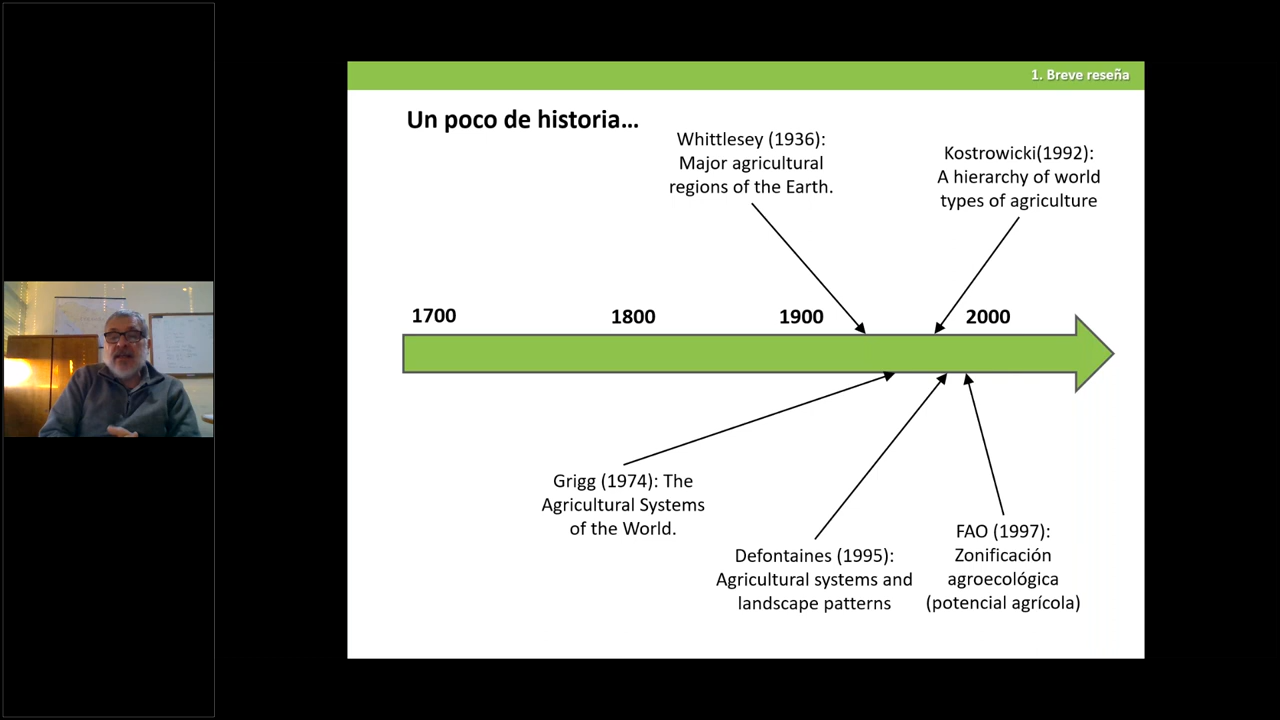 1. Breve reseña
Un poco de historia...
Whittlesey (1936):
Major agricultural
regions of the Earth.
Kostrowicki(1992):
A hierarchy of world
types of agriculture
1700
1800
1900
2000
Grigg (1974): The
Agricultural Systems
of the World.
Defontaines (1995):
Agricultural systems and
landscape patterns
FAO (1997):
Zonificación
agroecológica
(potencial agrícola)